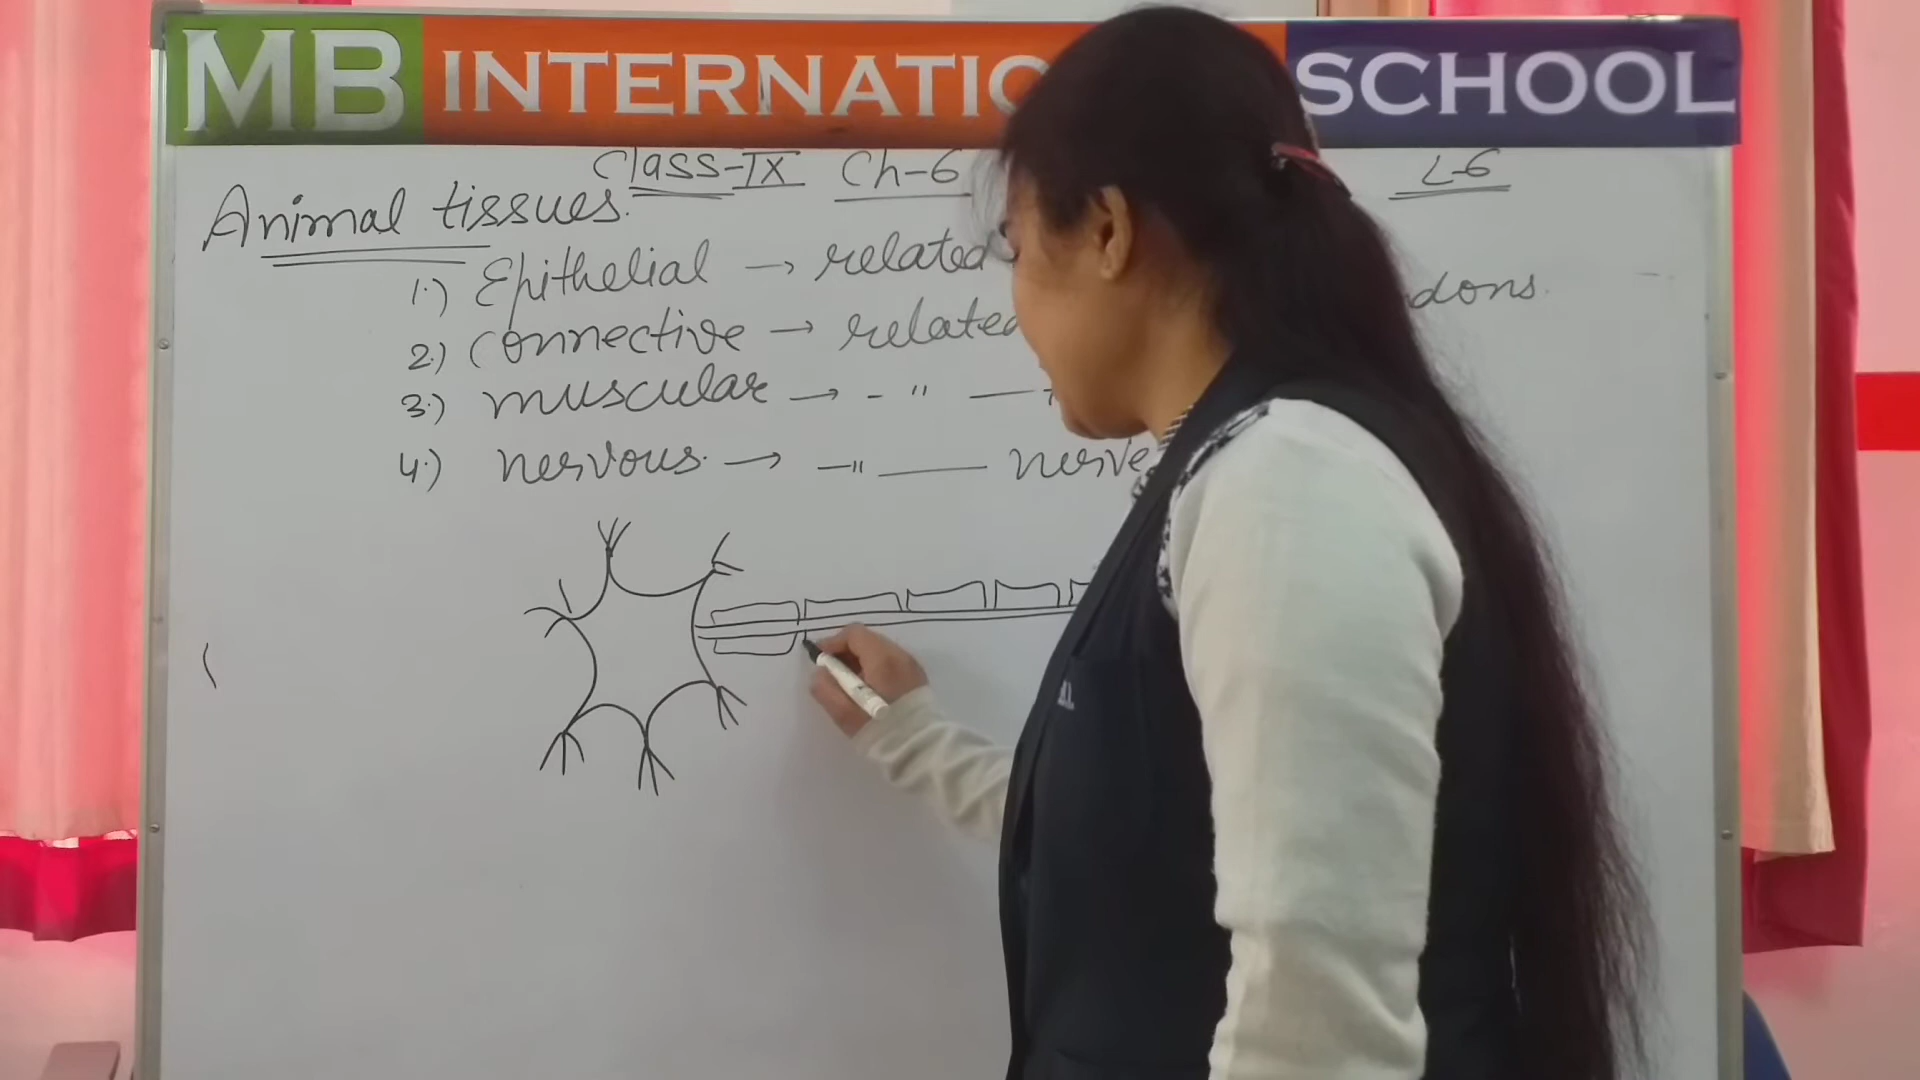 MB INTERNATIO SCHOOL
Class-IX Ch-6 L-6
Animal tissues.
1.) Epithelial → related
dons.
2.) Connective → related
3.) muscular → - " —
4.) nervous. → -" — nerve